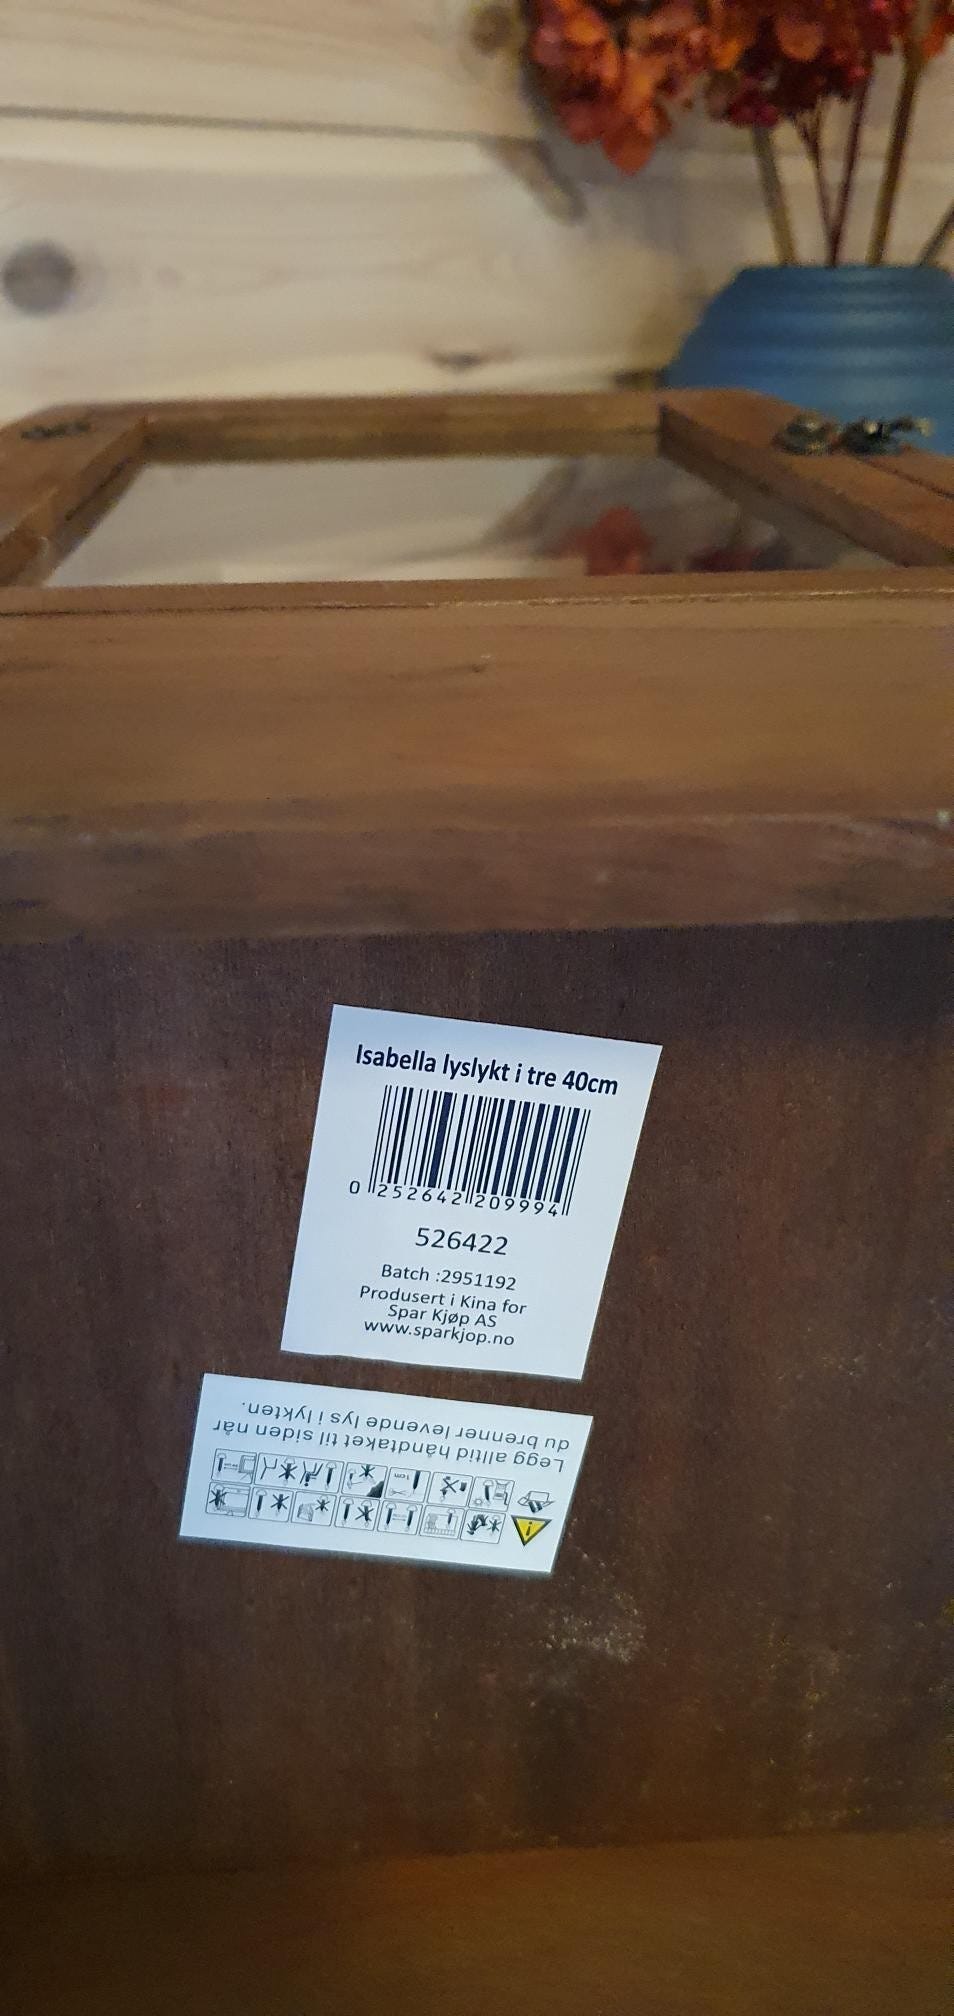 Isabella lyslykt i tre 40cm
0 252642 209994
526422
Batch :2951192
Produsert i Kina for
Spar Kjøp AS
www.sparkjop.no
Legg alltid håndtaket til siden når
du brenner levende lys i lykten.
1cm